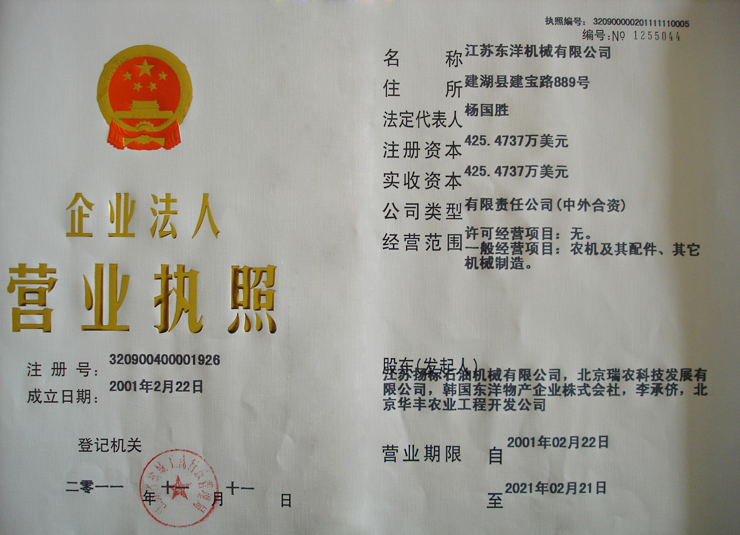 执照编号: 320900000201111110005
编号:№ 1255044
企业法人
营业执照
注 册 号: 320900400001926
成立日期: 2001年2月22日
登记机关
二零一一 年 十一 月 十一 日
名 称 江苏东洋机械有限公司
住 所 建湖县建宝路889号
法定代表人 杨国胜
注册资本 425.4737万美元
实收资本 425.4737万美元
公司类型 有限责任公司(中外合资)
经营范围 许可经营项目: 无。
一般经营项目: 农机及其配件、其它
机械制造。
股东(发起人)
江苏扬标石油机械有限公司, 北京瑞农科技发展有
限公司, 韩国东洋物产企业株式会社, 李承侨, 北
京华丰农业工程开发公司
营业期限 自 2001年02月22日
至 2021年02月21日